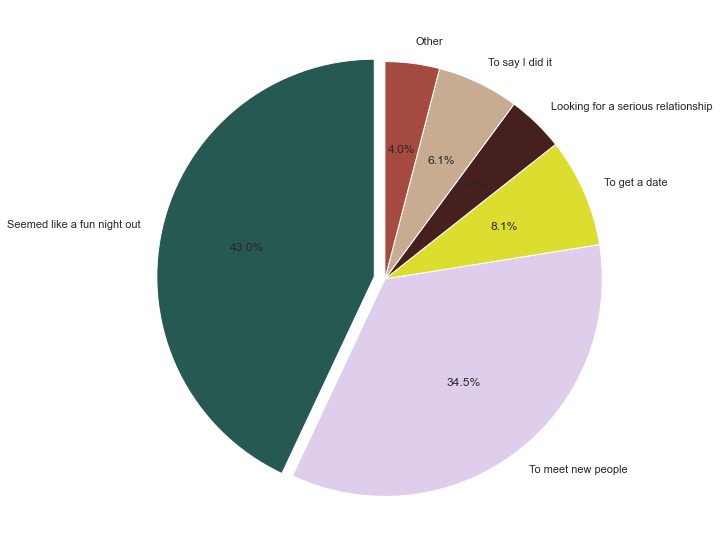 Other
To say I did it
Looking for a serious relationship
To get a date
Seemed like a fun night out
To meet new people
4.0%
6.1%
8.1%
43.0%
34.5%